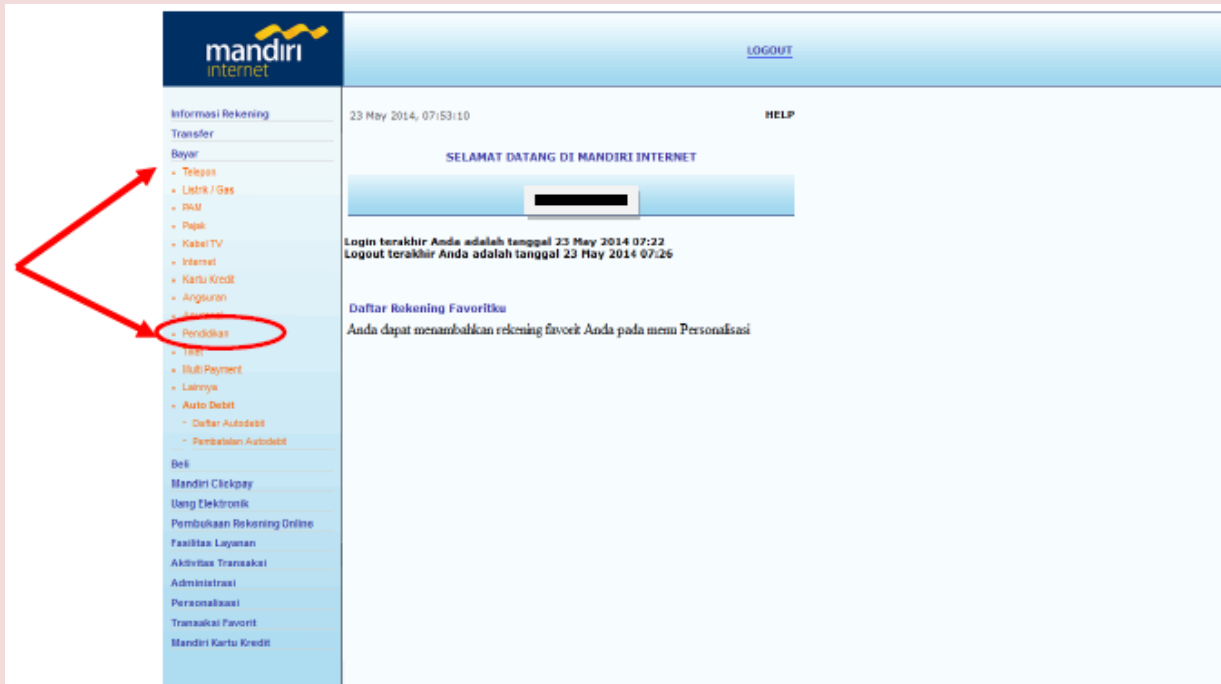 mandiri
internet
LOGOUT
Informasi Rekening
Transfer
Bayar
Telepon
Listrik / Gas
PAM
Pajak
Kabel TV
Internet
Kartu Kredit
Angsuran
Asuransi
Pendidikan
Tiket
Multi Payment
Lainnya
Auto Debit
- Daftar Autodebit
- Pembatalan Autodebit
Beli
Mandiri Clickpay
Uang Elektronik
Pembukaan Rekening Online
Fasilitas Layanan
Aktivitas Transaksi
Administrasi
Personalisasi
Transaksi Favorit
Mandiri Kartu Kredit
23 May 2014, 07:53:10
HELP
SELAMAT DATANG DI MANDIRI INTERNET
Login terakhir Anda adalah tanggal 23 May 2014 07:22
Logout terakhir Anda adalah tanggal 23 May 2014 07:26
Daftar Rekening Favoritku
Anda dapat menambahkan rekening favorit Anda pada menu Personalisasi